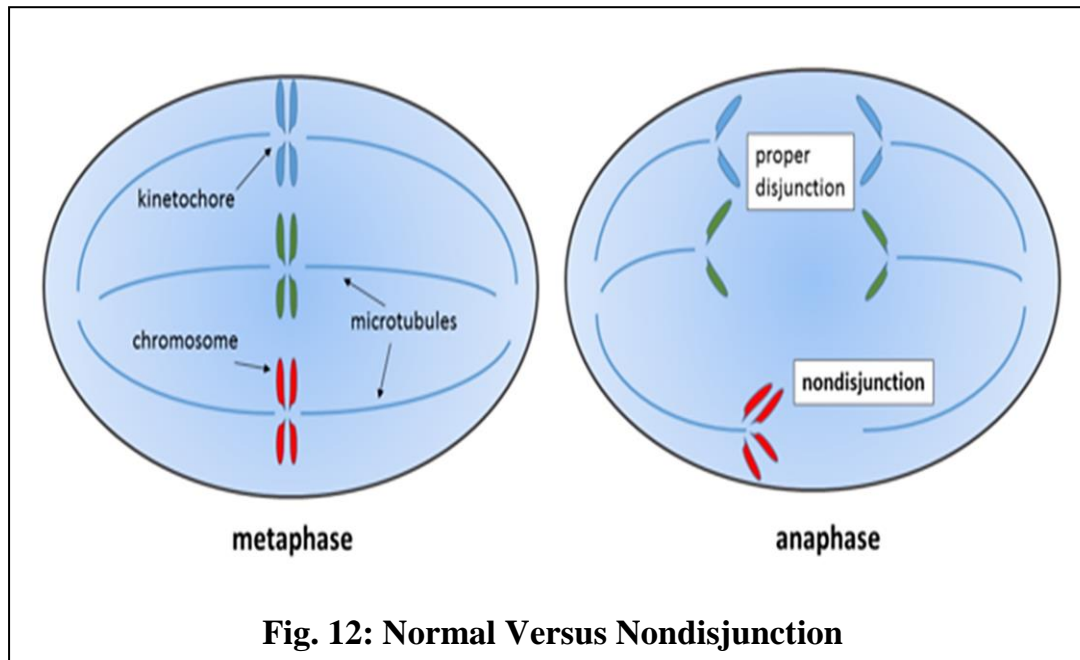 kinetochore
chromosome
microtubules
metaphase
proper
disjunction
nondisjunction
anaphase
Fig. 12: Normal Versus Nondisjunction